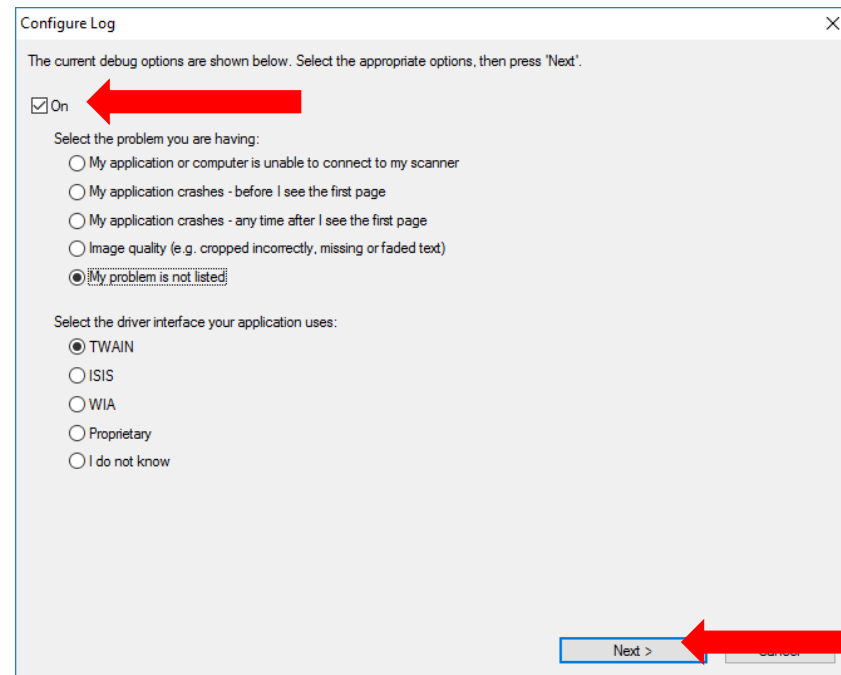 Configure Log
The current debug options are shown below. Select the appropriate options, then press 'Next'.
On
Select the problem you are having:
My application or computer is unable to connect to my scanner
My application crashes - before I see the first page
My application crashes - any time after I see the first page
Image quality (e.g. cropped incorrectly, missing or faded text)
My problem is not listed
Select the driver interface your application uses:
TWAIN
ISIS
WIA
Proprietary
I do not know
Next >